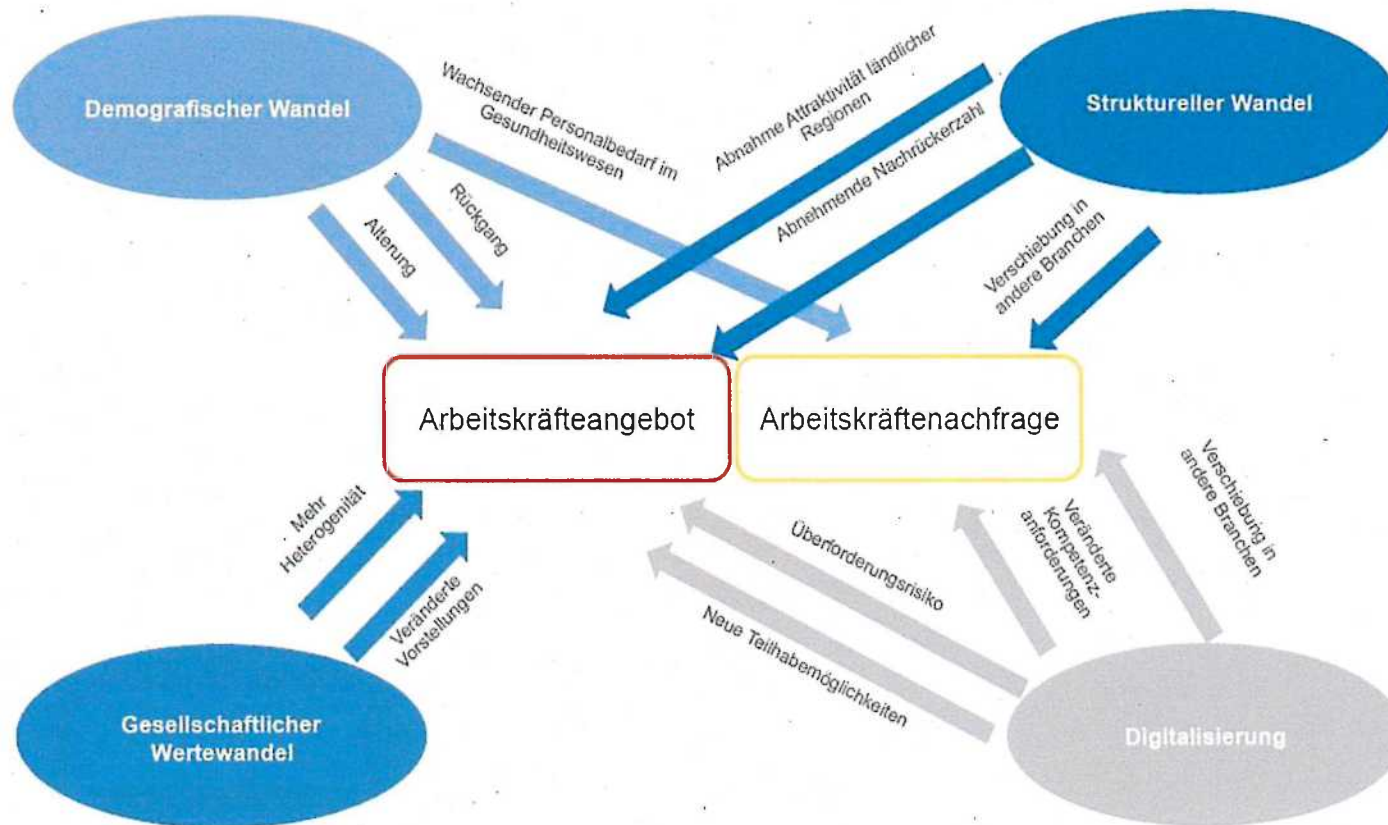 Demografischer Wandel
Wachsender Personalbedarf im
Gesundheitswesen
Rückgang
Alterung
Abnahme Attraktivität ländlicher
Regionen
Abnehmende Nachrückerzahl
Struktureller Wandel
Verschiebung in
andere Branchen
Arbeitskräfteangebot
Arbeitskräftenachfrage
Mehr
Heterogenität
Veränderte
Vorstellungen
Gesellschaftlicher
Wertewandel
Überforderungsrisiko
Neue Teilhabemöglichkeiten
Veränderte
Kompetenz-
anforderungen
Verschiebung in
andere Branchen
Digitalisierung